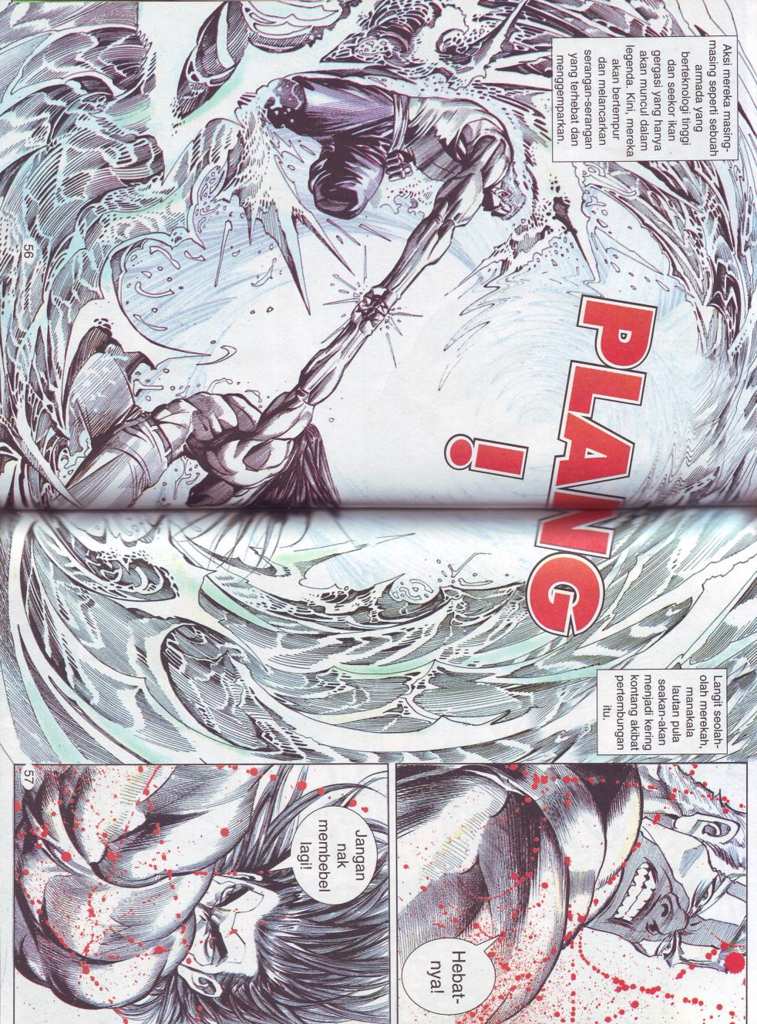 Aksi mereka masing-
masing seperti sebuah
armada yang
berteknologi tinggi
dan seekor ikan
gergasi yang hanya
akan muncul dalam
legenda. Kini, mereka
akan bertempur
dan melancarkan
serangan-serangan
yang terhebat dan
menggemparkan.
PLANG
!
56
Langit seolah-
olah merekah,
manakala
lautan pula
seakan-akan
menjadi kering
kontang akibat
pertembungan
itu.
Hebat-
nya!
Jangan
nak
membebel
lagi!
57